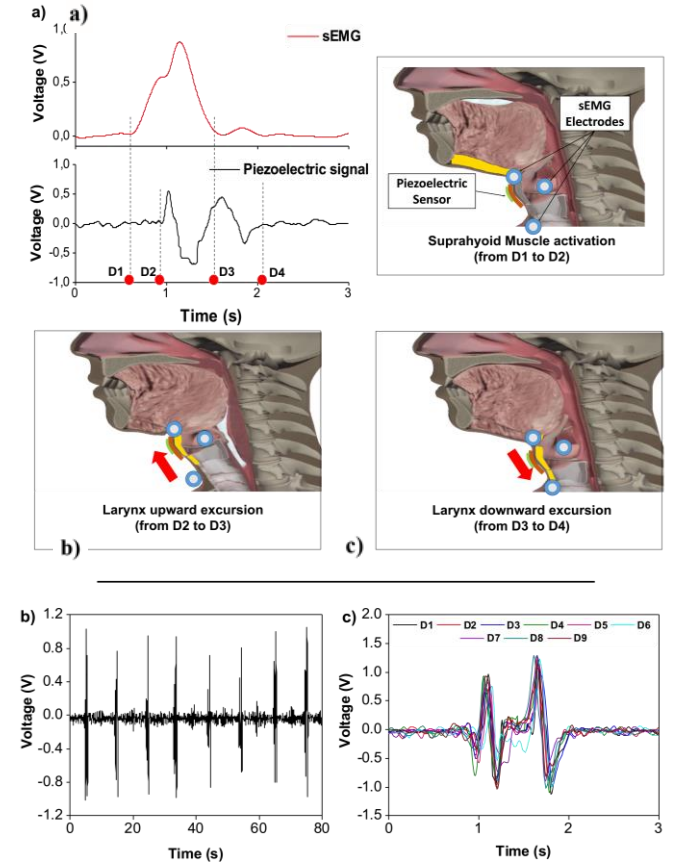 a) a)
1,0
0,5
0,0
Voltage (V)
sEMG
0 1 2 3
Piezoelectric signal
1,0
0,5
0,0
-0,5
-1,0
Voltage (V)
D1 D2 D3 D4
0 1 2 3
Time (s)
sEMG
Electrodes
Piezoelectric
Sensor
Suprahyoid Muscle activation
(from D1 to D2)
Larynx upward excursion
(from D2 to D3)
b)
Larynx downward excursion
(from D3 to D4)
c)
b)
1.2
0.8
0.4
0.0
-0.4
-0.8
-1.2
Voltage (V)
0 20 40 60 80
Time (s)
c)
2.0
1.5
1.0
0.5
0.0
-0.5
-1.0
-1.5
Voltage (V)
D1 D2 D3 D4 D5 D6
D7 D8 D9
0 1 2 3
Time (s)